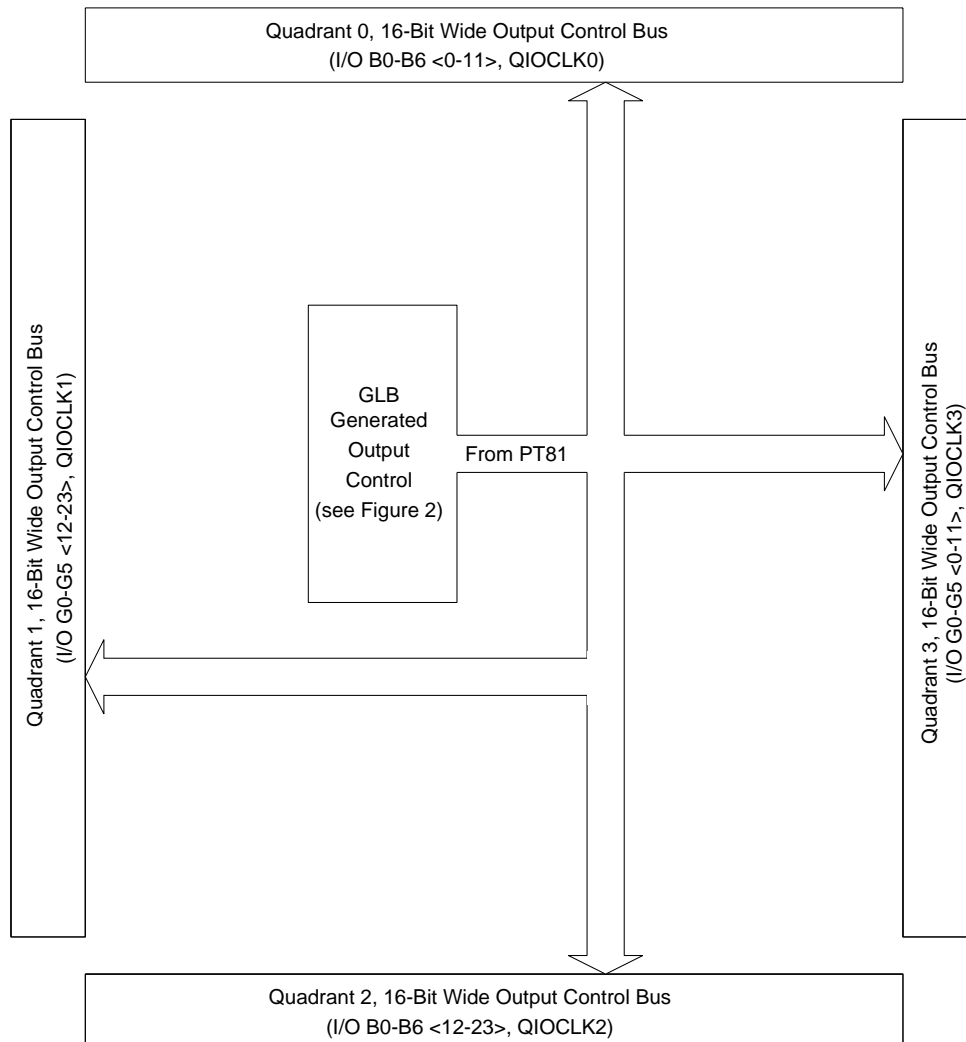 Quadrant 0, 16-Bit Wide Output Control Bus
(I/O B0-B6 <0-11>, QIOCLK0)
Quadrant 1, 16-Bit Wide Output Control Bus
(I/O G0-G5 <12-23>, QIOCLK1)
GLB
Generated
Output
Control
(see Figure 2)
From PT81
Quadrant 3, 16-Bit Wide Output Control Bus
(I/O G0-G5 <0-11>, QIOCLK3)
Quadrant 2, 16-Bit Wide Output Control Bus
(I/O B0-B6 <12-23>, QIOCLK2)